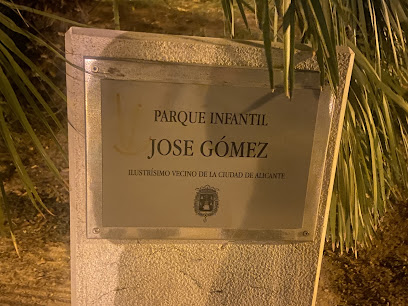 PARQUE INFANTIL
JOSE GÓMEZ
ILUSTRÍSIMO VECINO DE LA CIUDAD DE ALICANTE